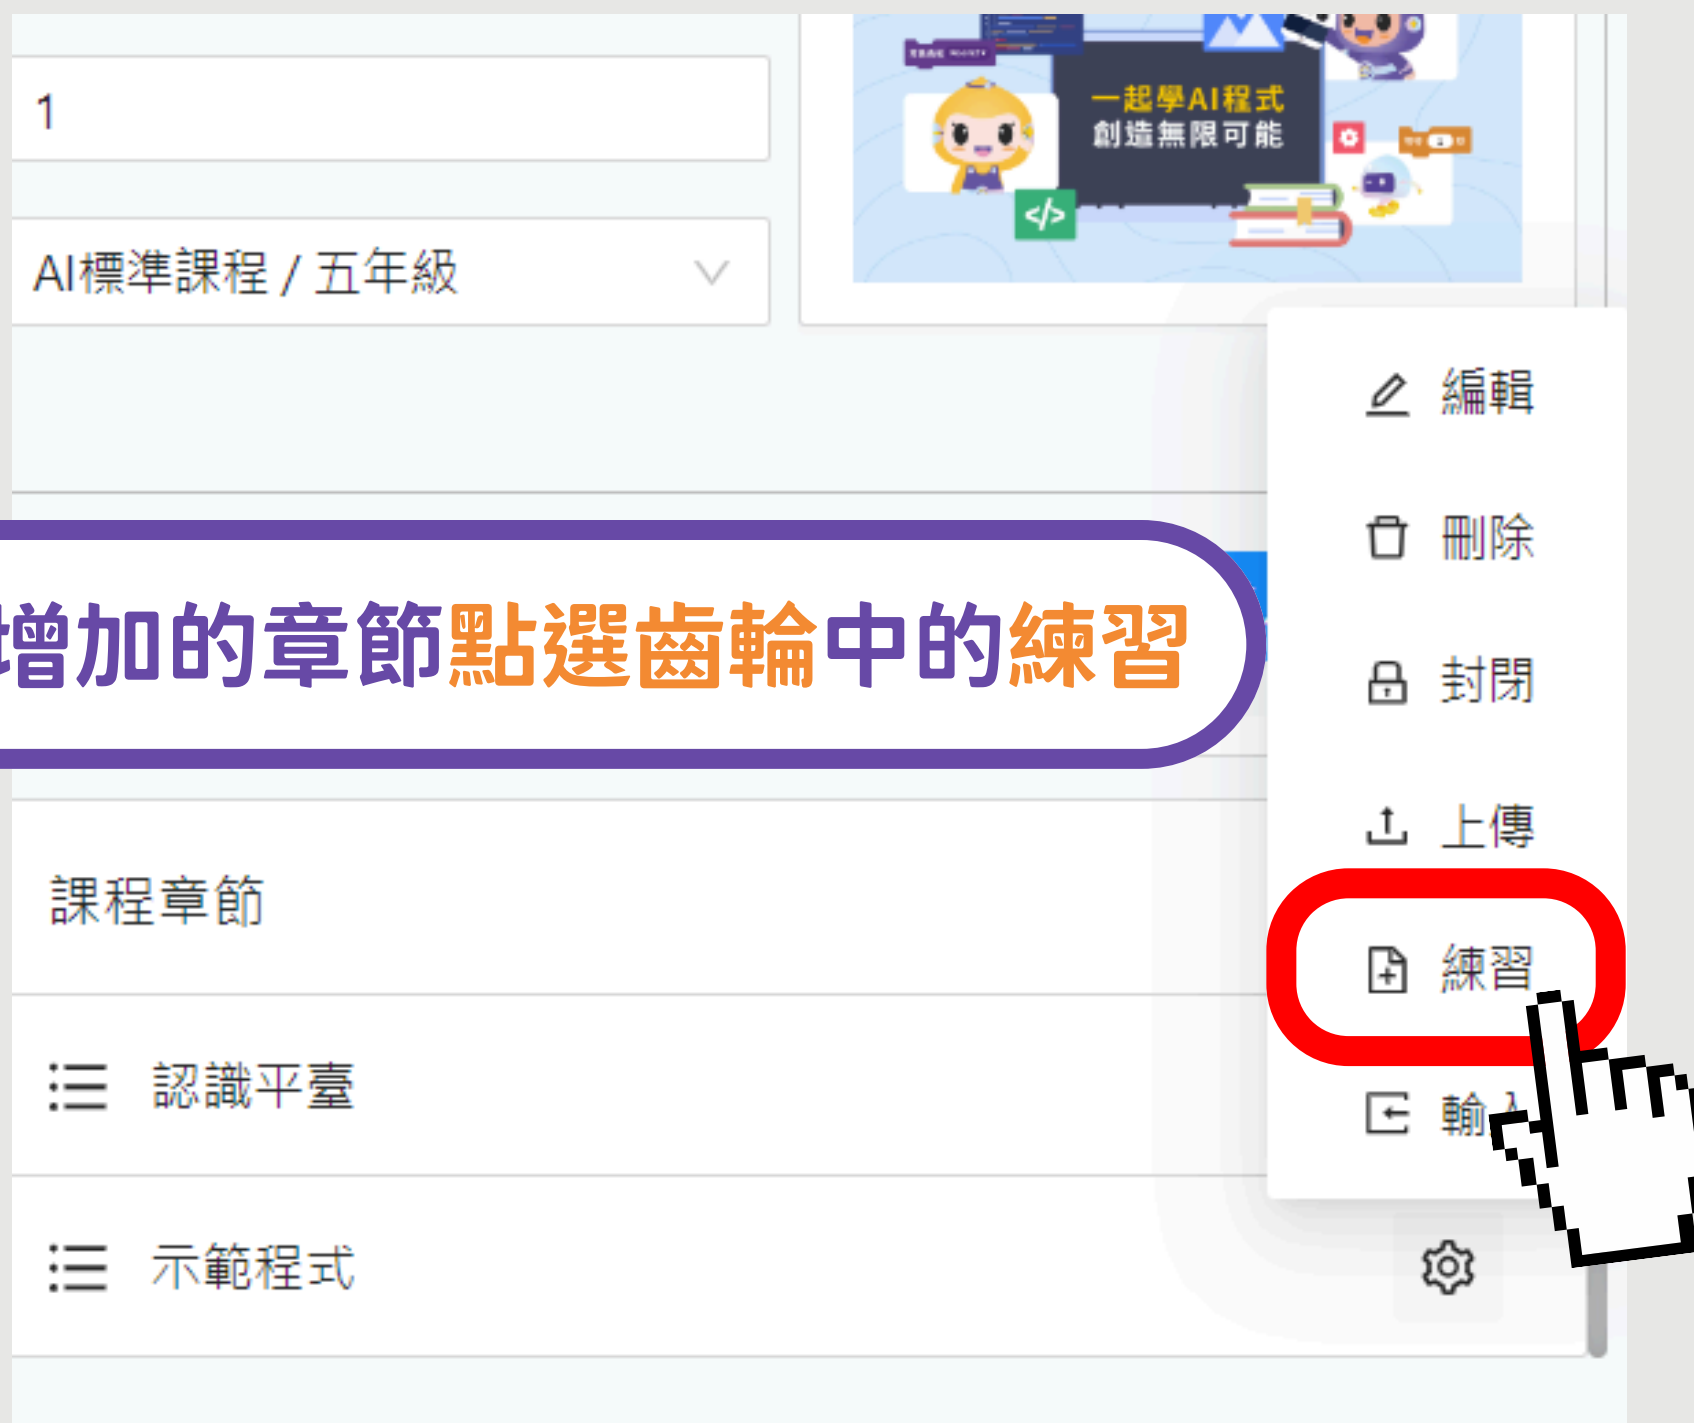 1
一起學AI程式
創造無限可能
</>
AI標準課程 / 五年級
編輯
刪除
增加的章節點選齒輪中的練習
封閉
上傳
課程章節
練習
認識平臺
輸入
示範程式